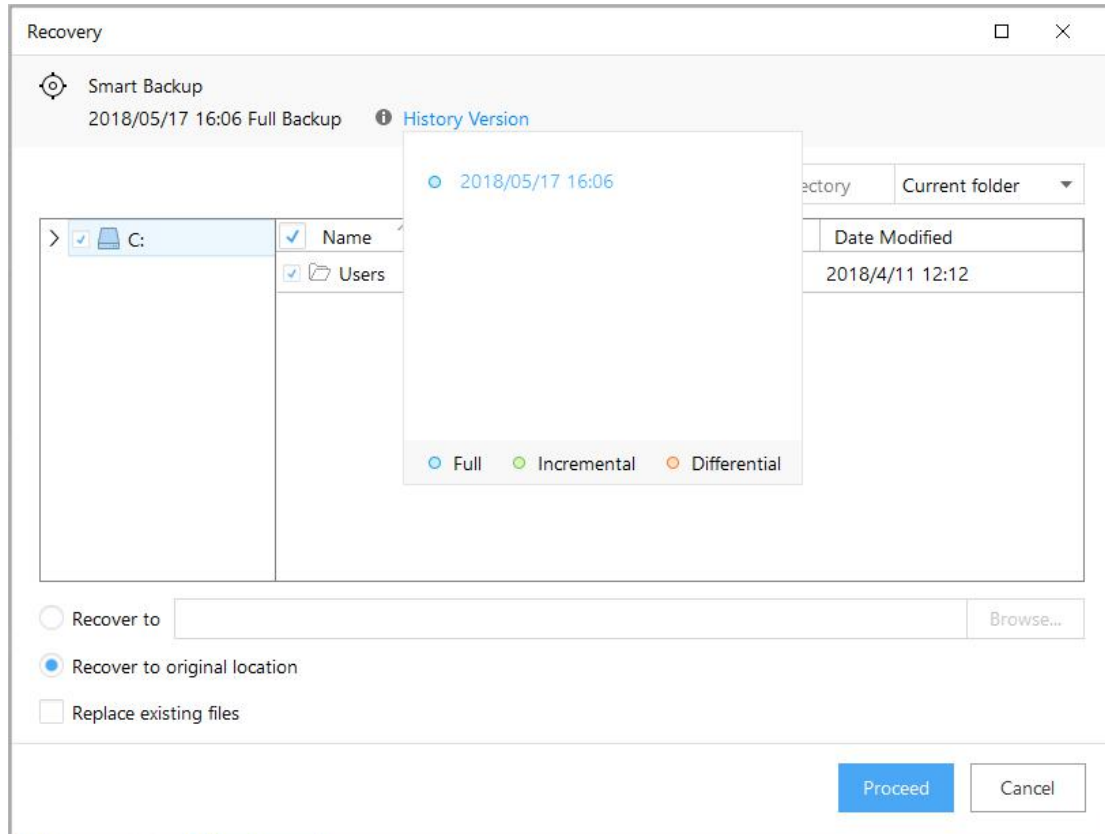 Recovery
Smart Backup
2018/05/17 16:06 Full Backup History Version
2018/05/17 16:06
Current folder
C:
Name Date Modified
Users 2018/4/11 12:12
Full Incremental Differential
Recover to Browse...
Recover to original location
Replace existing files
Proceed Cancel